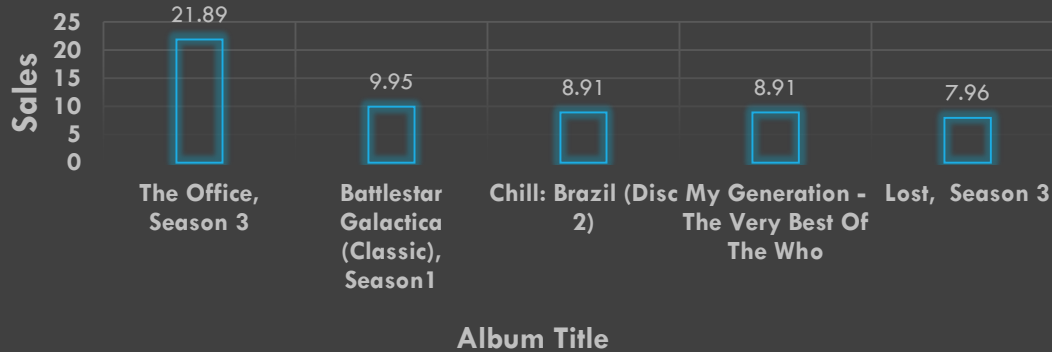 21.89
9.95
8.91
8.91
7.96
25
20
15
10
5
0
Sales
The Office,
Season 3
Battlestar
Galactica
(Classic),
Season1
Chill: Brazil (Disc
2)
My Generation -
The Very Best Of
The Who
Lost,  Season 3
Album Title